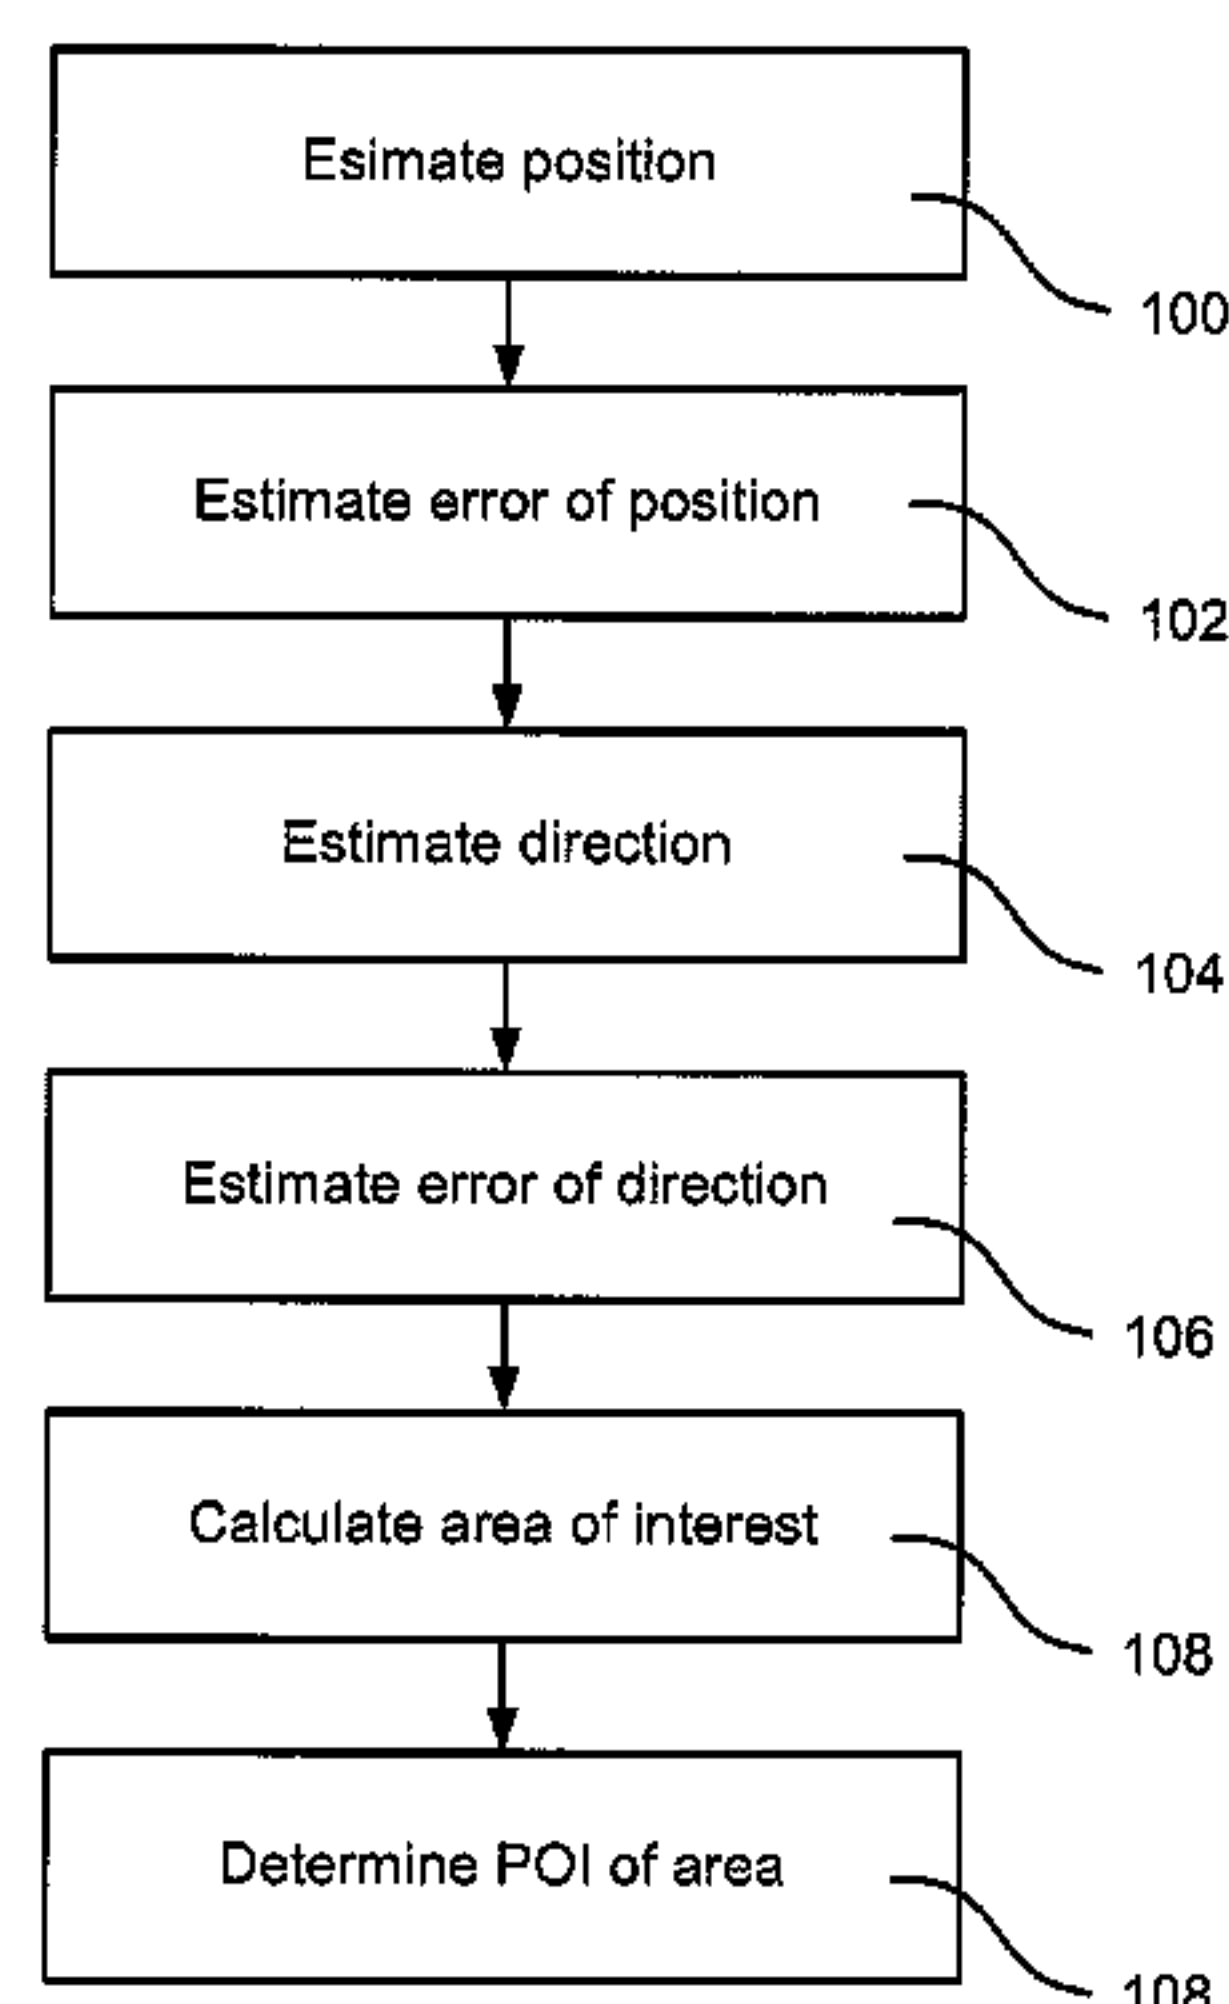 Esimate position
100
Estimate error of position
102
Estimate direction
104
Estimate error of direction
106
Calculate area of interest
108
Determine POI of area
108